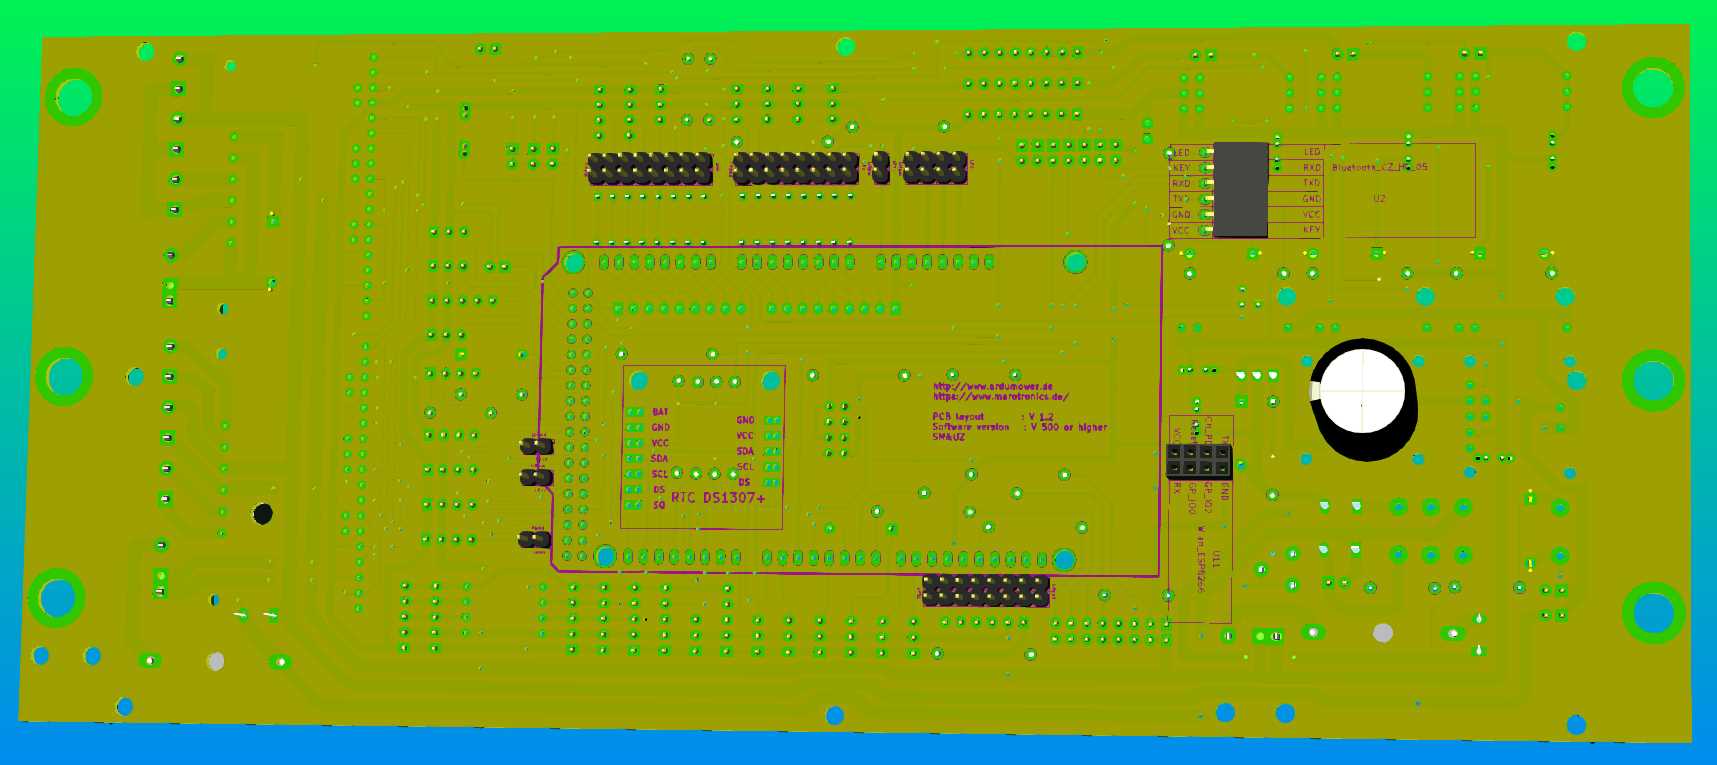 LED LED
KEY RXD
RXD TXD
TX GND
GND VCC
VCC KEY
Bluetooth_CZ_HC_05
U2
http://www.ardumower.de
https://www.marotronics.de/
PCB layout : V 1.2
Software version : V 500 or higher
SM&UZ
BAT
GND
VCC
SDA
SCL
DS
SQ
GND
VCC
SDA
SCL
DS
RTC DS1307+
RX
GP_IO0
GP_IO2
GND
U11